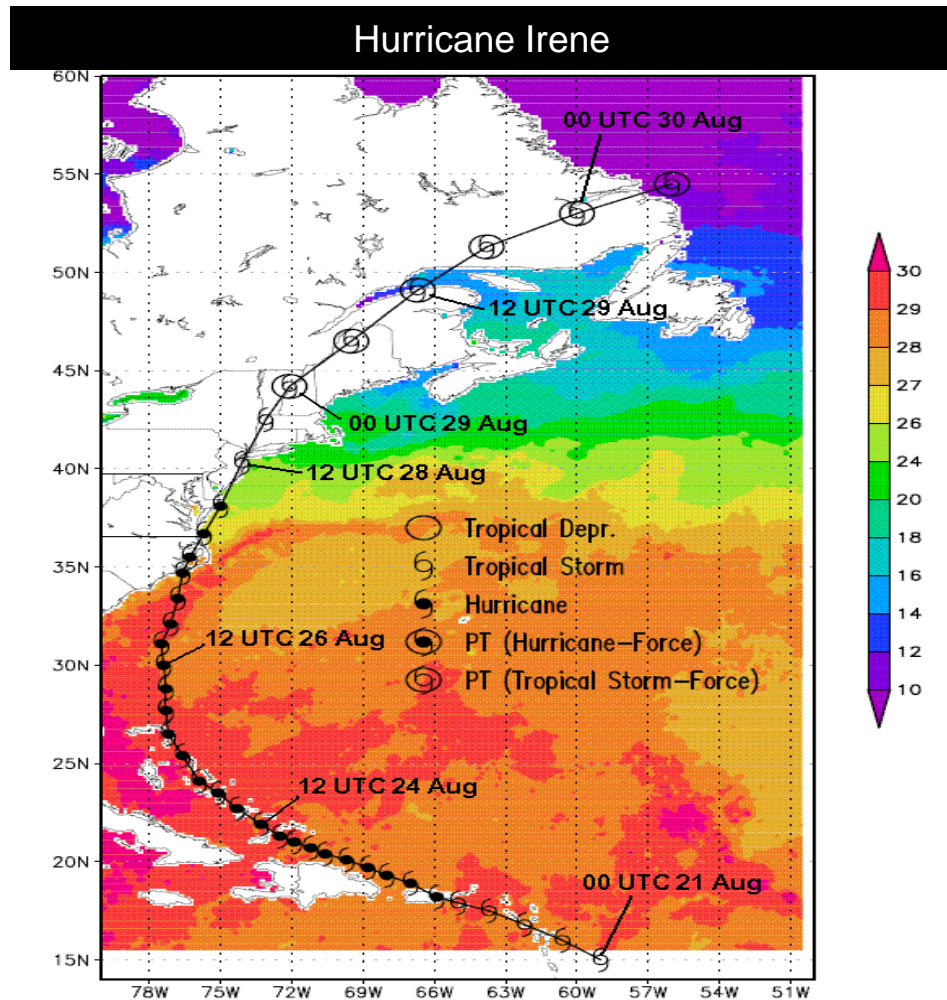 Hurricane Irene
60N
55N
50N
45N
40N
35N
30N
25N
20N
15N
00 UTC 30 Aug
12 UTC 29 Aug
00 UTC 29 Aug
12 UTC 28 Aug
Tropical Depr.
Tropical Storm
Hurricane
PT (Hurricane-Force)
PT (Tropical Storm-Force)
12 UTC 26 Aug
12 UTC 24 Aug
00 UTC 21 Aug
78W 75W 72W 69W 66W 63W 60W 57W 54W 51W
30
29
28
27
26
24
20
18
16
14
12
10